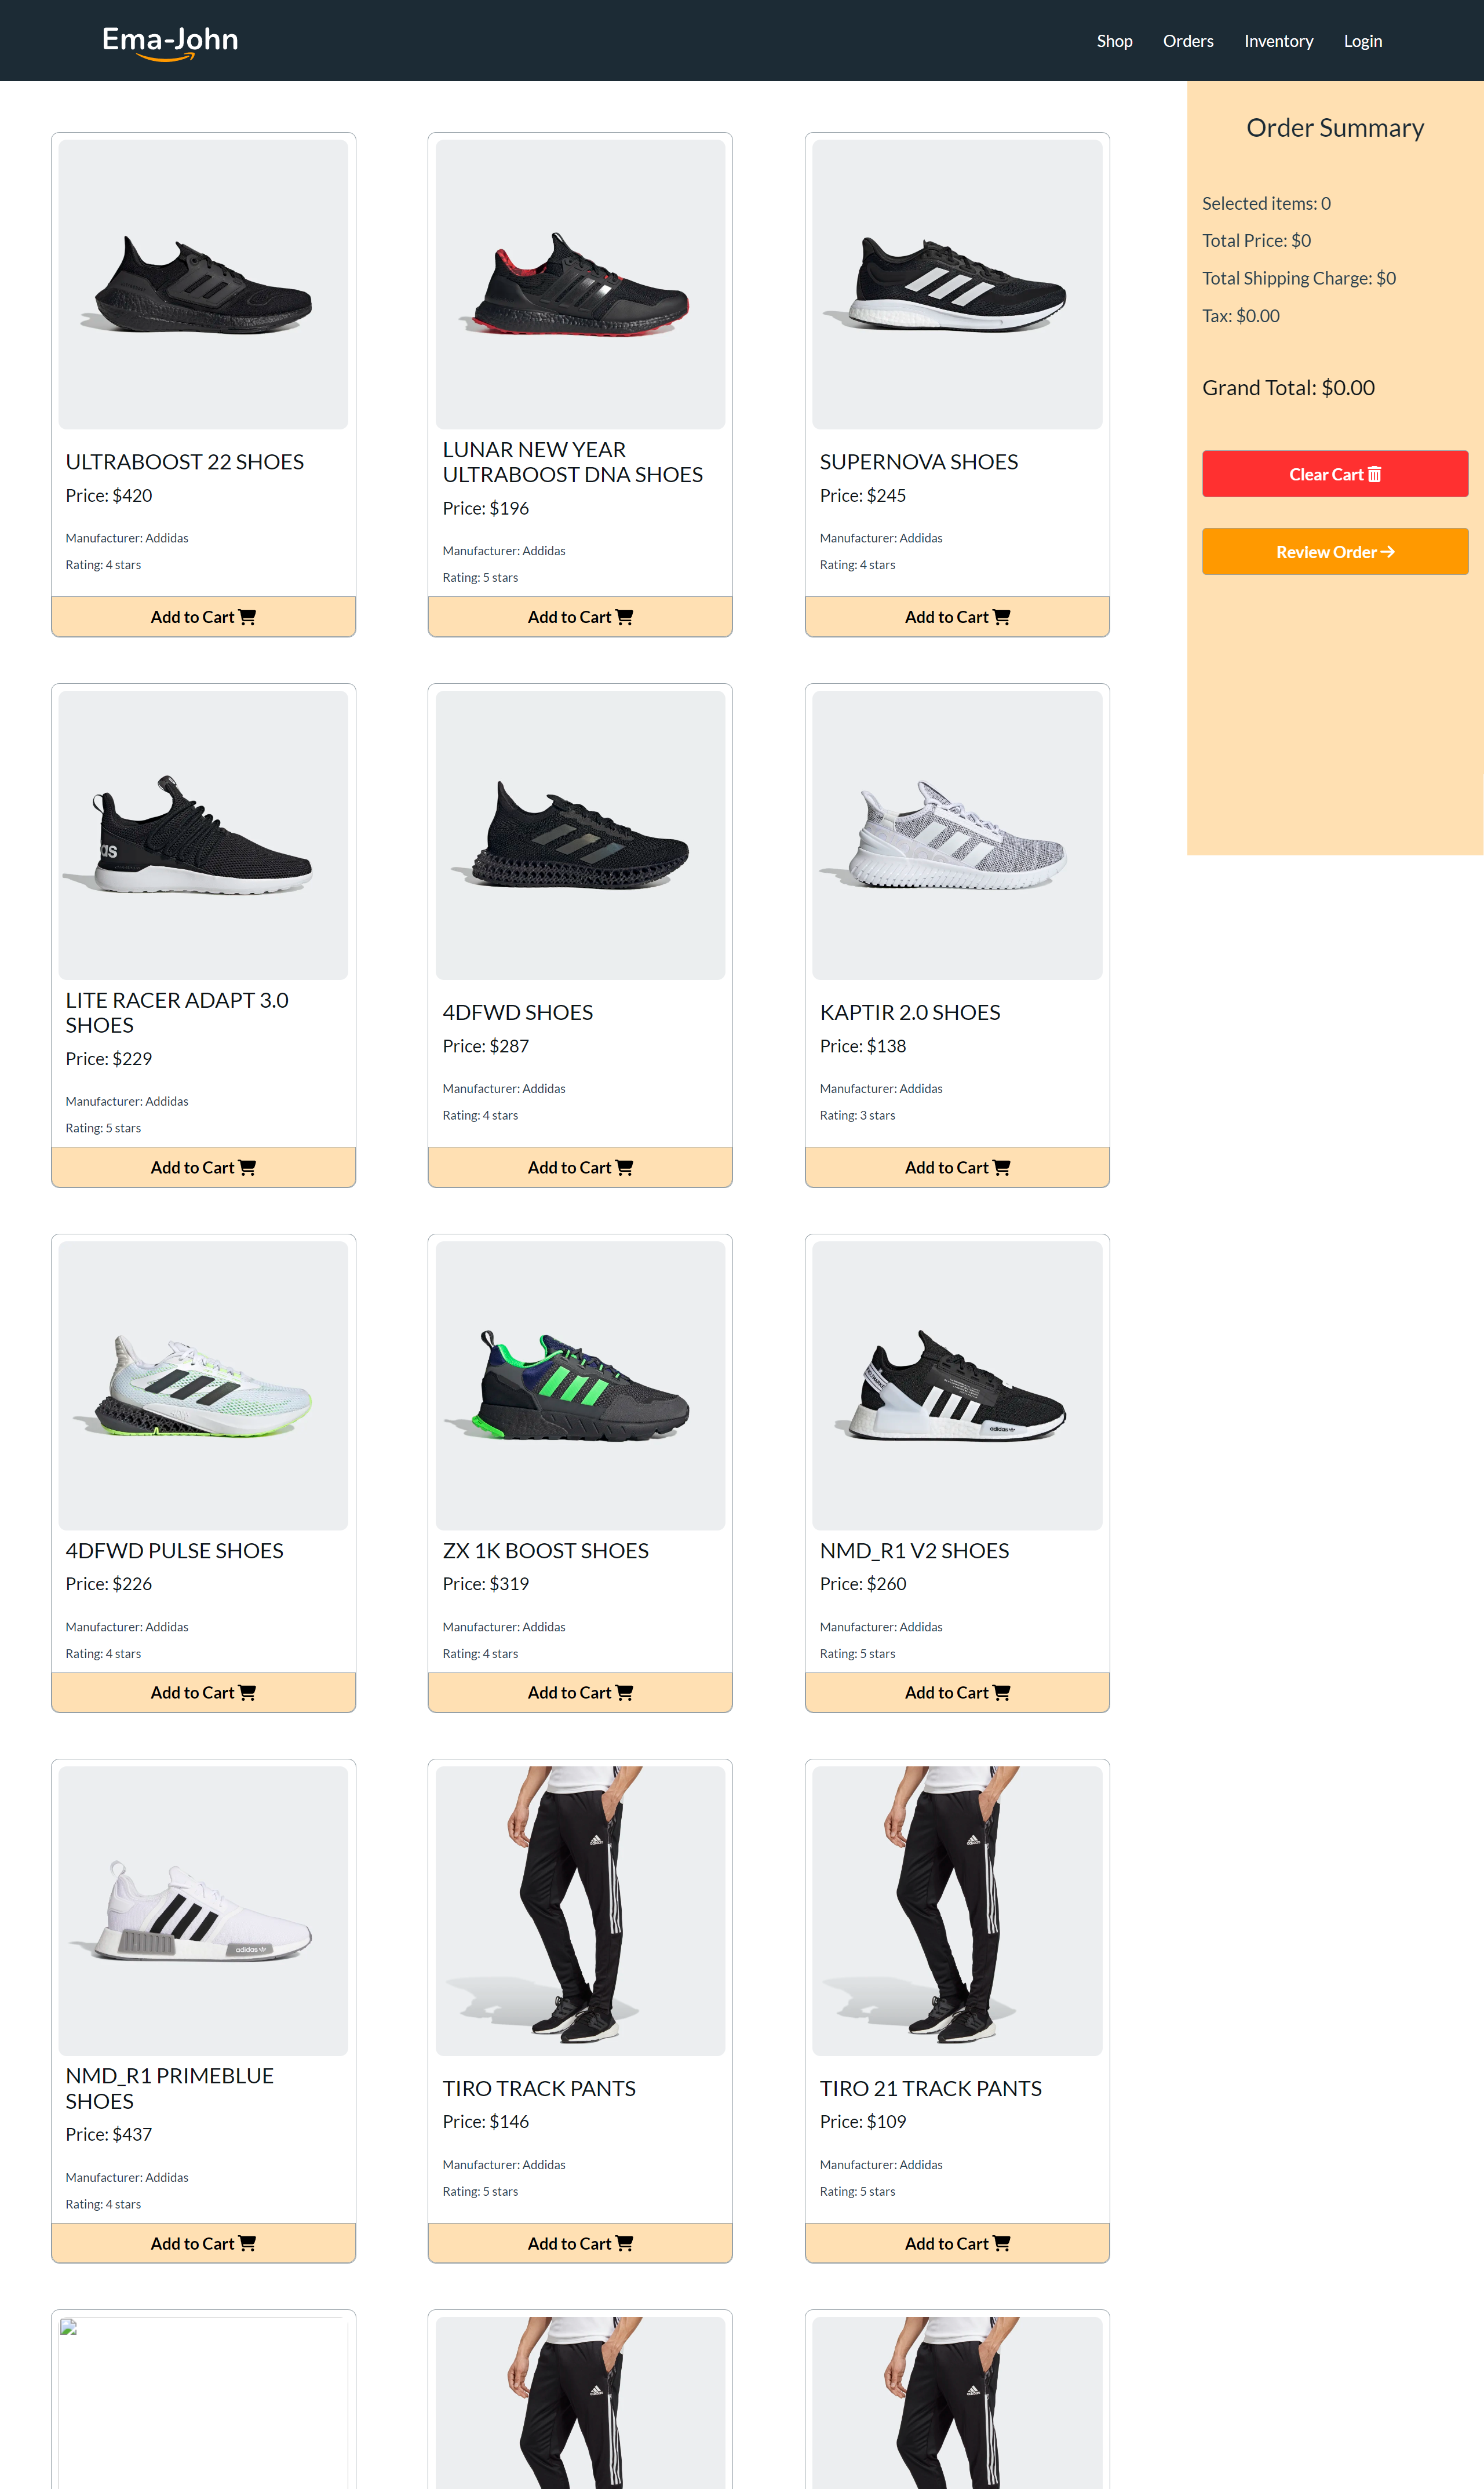 Ema-John
Shop
Orders
Inventory
Login
ULTRABOOST 22 SHOES
Price: $420
Manufacturer: Addidas
Rating: 4 stars
Add to Cart
LUNAR NEW YEAR
ULTRABOOST DNA SHOES
Price: $196
Manufacturer: Addidas
Rating: 5 stars
Add to Cart
SUPERNOVA SHOES
Price: $245
Manufacturer: Addidas
Rating: 4 stars
Add to Cart
Order Summary
Selected items: 0
Total Price: $0
Total Shipping Charge: $0
Tax: $0.00
Grand Total: $0.00
Clear Cart
Review Order
as
LITE RACER ADAPT 3.0
SHOES
Price: $229
Manufacturer: Addidas
Rating: 5 stars
Add to Cart
4DFWD SHOES
Price: $287
Manufacturer: Addidas
Rating: 4 stars
Add to Cart
KAPTIR 2.0 SHOES
Price: $138
Manufacturer: Addidas
Rating: 3 stars
Add to Cart
4DFWD PULSE SHOES
Price: $226
Manufacturer: Addidas
Rating: 4 stars
Add to Cart
ZX 1K BOOST SHOES
Price: $319
Manufacturer: Addidas
Rating: 4 stars
Add to Cart
adidas
NMD_R1 V2 SHOES
Price: $260
Manufacturer: Addidas
Rating: 5 stars
Add to Cart
adidas
NMD_R1 PRIMEBLUE
SHOES
Price: $437
Manufacturer: Addidas
Rating: 4 stars
Add to Cart
adidas
TIRO TRACK PANTS
Price: $146
Manufacturer: Addidas
Rating: 5 stars
Add to Cart
adidas
TIRO 21 TRACK PANTS
Price: $109
Manufacturer: Addidas
Rating: 5 stars
Add to Cart
adidas
adidas